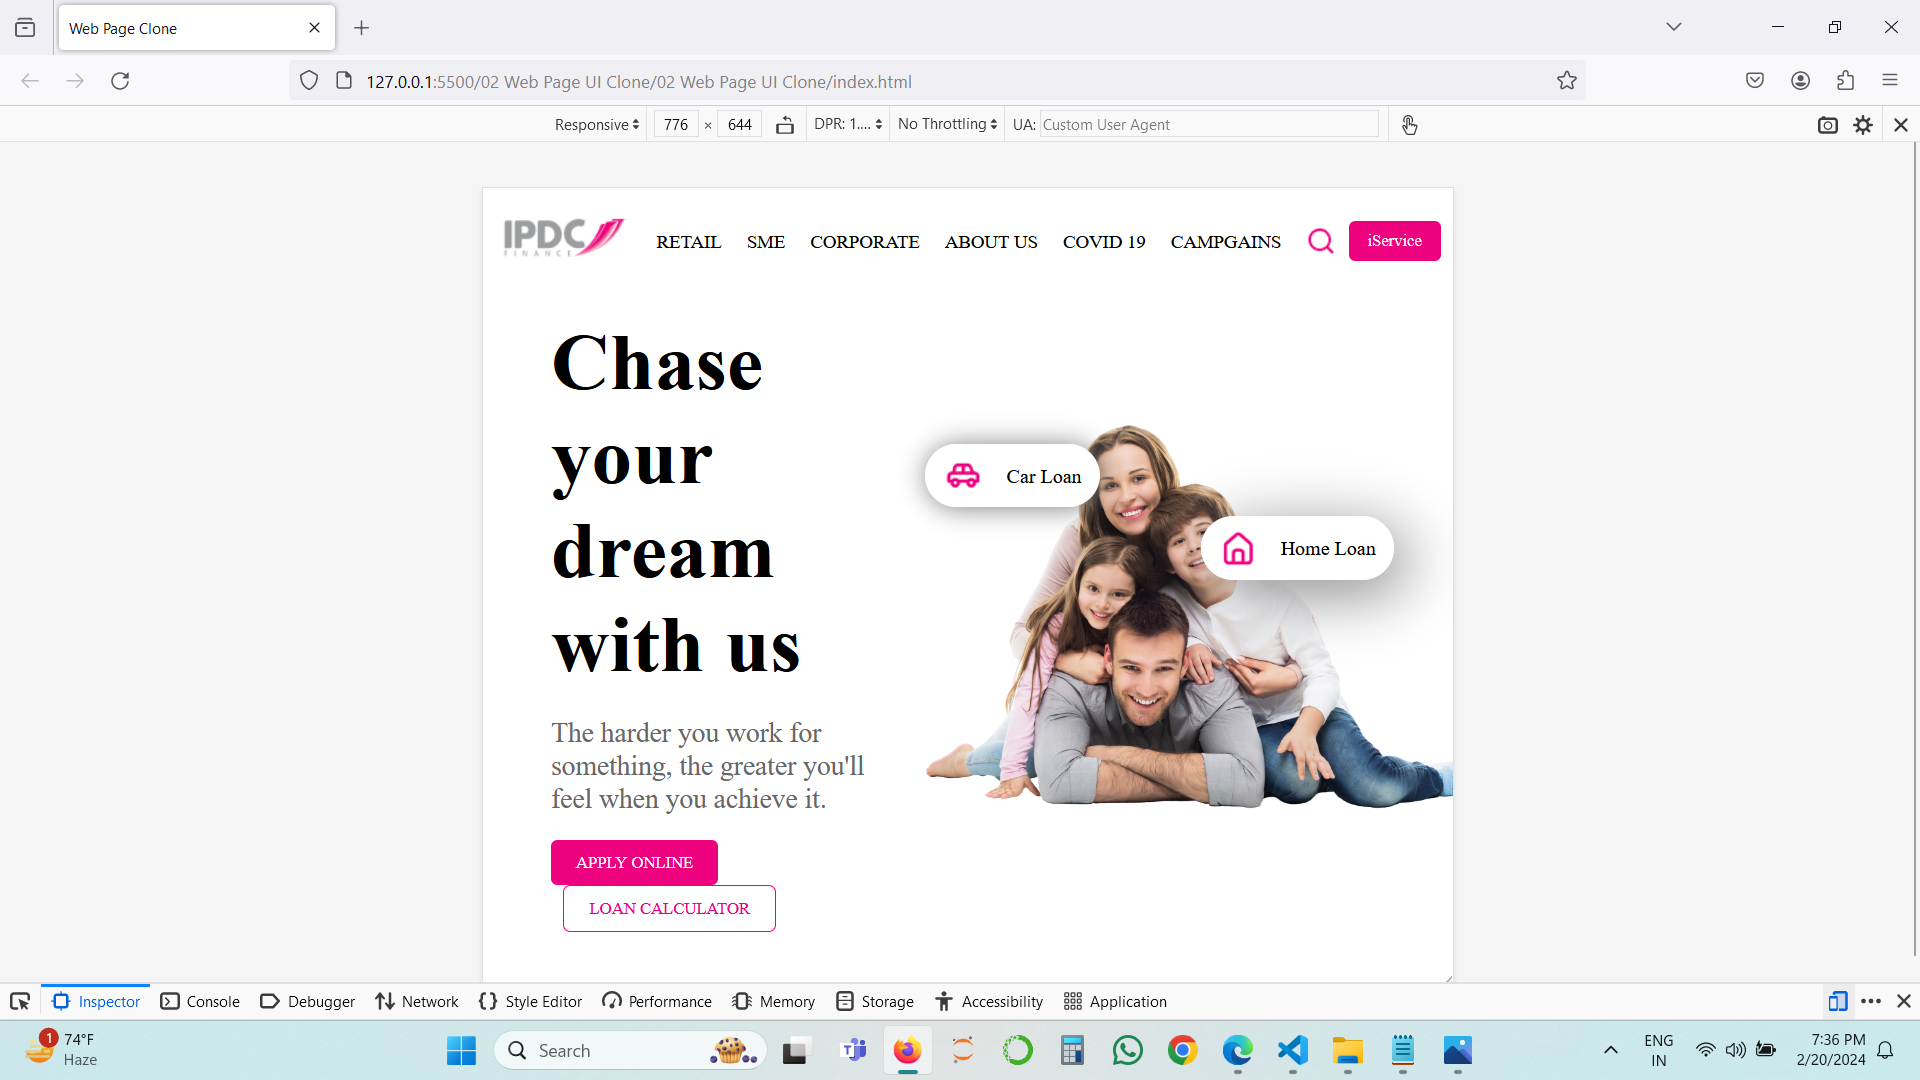 Web Page Clone
127.0.0.1:5500/02 Web Page UI Clone/02 Web Page UI Clone/index.html
Responsive 776 × 644 DPR: 1.... No Throttling UA: Custom User Agent
IPDC
FINANCE
RETAIL SME CORPORATE ABOUT US COVID 19 CAMPGAINS iService
Chase
your
dream
with us
Car Loan
Home Loan
The harder you work for
something, the greater you'll
feel when you achieve it.
APPLY ONLINE
LOAN CALCULATOR
Inspector Console Debugger Network Style Editor Performance Memory Storage Accessibility Application
1
74°F
Haze
Search
ENG
IN
7:36 PM
2/20/2024